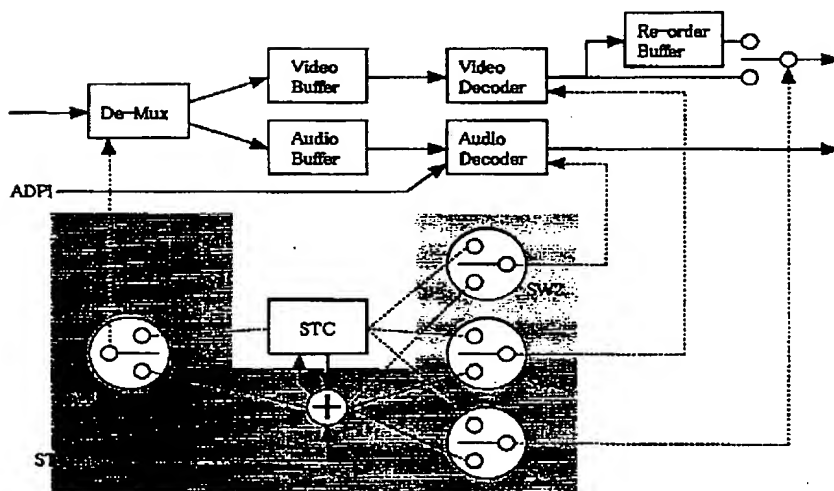 Re-order
Buffer
Video
Buffer
Video
Decoder
De-Mux
Audio
Buffer
Audio
Decoder
ADPI
SW2
STC